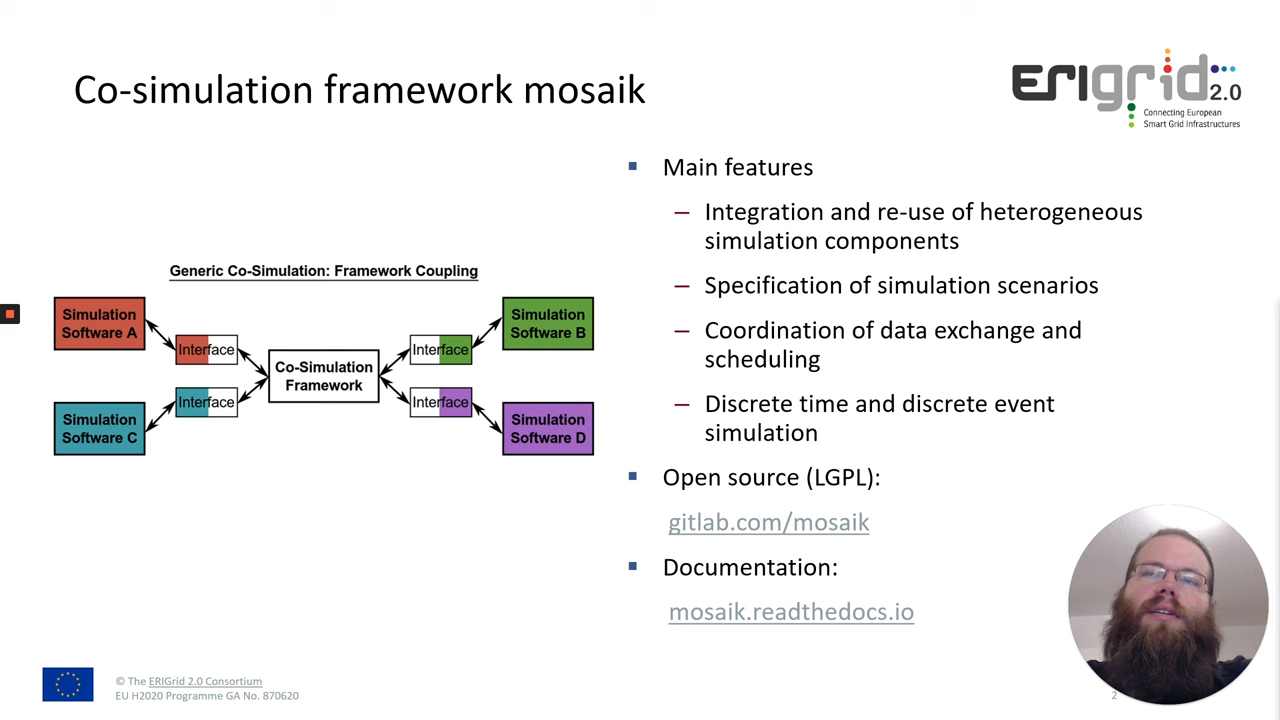 Co-simulation framework mosaik
ERIGrid 2.0
Connecting European
Smart Grid Infrastructures
Generic Co-Simulation: Framework Coupling
Simulation
Software A
Simulation
Software B
Interface
Interface
Co-Simulation
Framework
Interface
Interface
Simulation
Software C
Simulation
Software D
Main features
– Integration and re-use of heterogeneous
simulation components
– Specification of simulation scenarios
– Coordination of data exchange and
scheduling
– Discrete time and discrete event
simulation
Open source (LGPL):
gitlab.com/mosaik
Documentation:
mosaik.readthedocs.io
© The ERIGrid 2.0 Consortium
EU H2020 Programme GA No. 870620
2